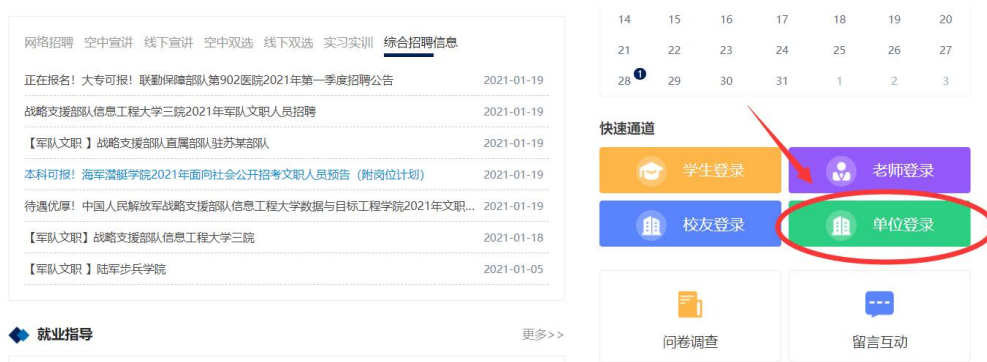 网络招聘 空中宣讲 线下宣讲 空中双选 线下双选 实习实训 综合招聘信息
正在报名！大专可报！联勤保障部队第902医院2021年第一季度招聘公告 2021-01-19
战略支援部队信息工程大学三院2021年军队文职人员招聘 2021-01-19
【军队文职 】战略支援部队直属部队驻苏某部队 2021-01-19
本科可报！海军潜艇学院2021年面向社会公开招考文职人员预告（附岗位计划） 2021-01-19
待遇优厚！中国人民解放军战略支援部队信息工程大学数据与目标工程学院2021年文职... 2021-01-19
【军队文职】战略支援部队信息工程大学三院 2021-01-18
【军队文职 】陆军步兵学院 2021-01-05
就业指导 更多>>
14 15 16 17 18 19 20
21 22 23 24 25 26 27
28 1 29 30 31 1 2 3
快速通道
学生登录 老师登录
校友登录 单位登录
问卷调查 留言互动